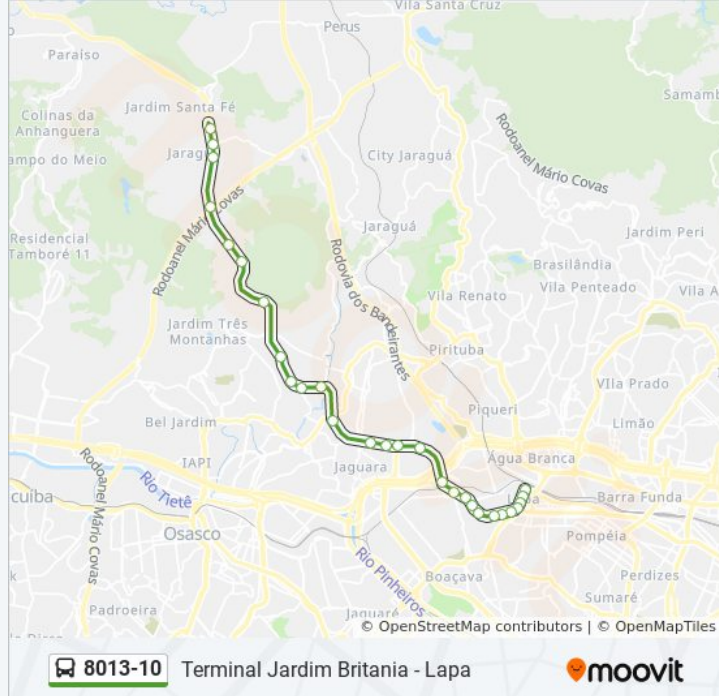 Vila Santa Cruz
Perus
Paraíso
Jardim Santa Fé
Colinas da
Anhanguera
Samamb
ampo do Meio
Jaragu
City Jaraguá
Rodoanel Mário Covas
Rodoanel Mário Covas
Jaraguá
Jardim Peri
Residencial
Tamboré 11
Rodovia dos Bandeirantes
Brasilândia
Vila Penteado
Vila A
Vila Renato
Jardim Três
Montanhas
Pirituba
VIla Prado
Piqueri
Limão
Bel Jardim
Água Branca
IAPI
Jaguara
Rodoanel Mário Covas
Rio Tietê
Barra Funda
cuiba
Osasco
Pompéia
Rio Pinheiros
Boaçava
Perdizes
Sumaré
Padroeira
Jaguaré
© OpenStreetMap contributors | © OpenMapTiles
8013-10 Terminal Jardim Britania - Lapa
moovit